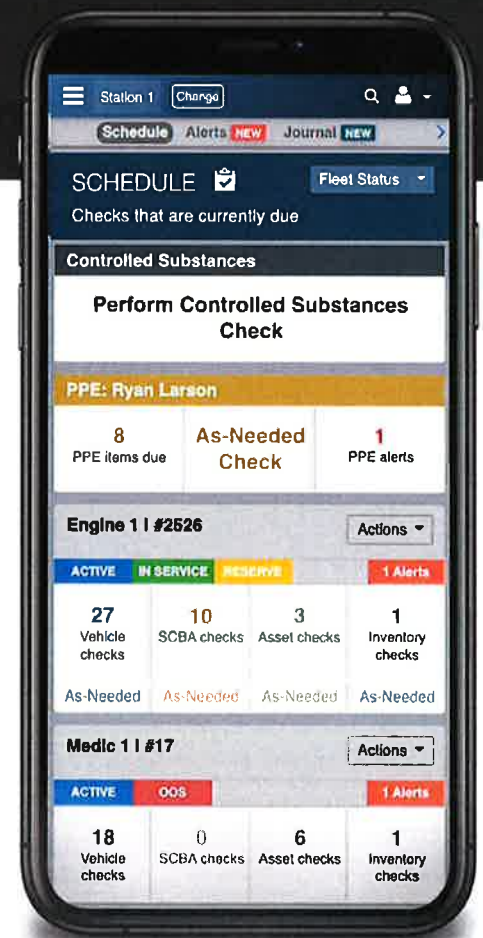 Station 1 Change
Schedule Alerts NEW Journal NEW
SCHEDULE Fleet Status
Checks that are currently due
Controlled Substances
Perform Controlled Substances
Check
PPE: Ryan Larson
8 As-Needed 1
PPE items due Check PPE alerts
Engine 1 | #2526 Actions
ACTIVE IN SERVICE RESERVE 1 Alerts
27 10 3 1
Vehicle SCBA checks Asset checks Inventory
checks checks
As-Needed As-Needed As-Needed As-Needed
Medic 1 | #17 Actions
ACTIVE OOS 1 Alerts
18 0 6 1
Vehicle SCBA checks Asset checks Inventory
checks checks